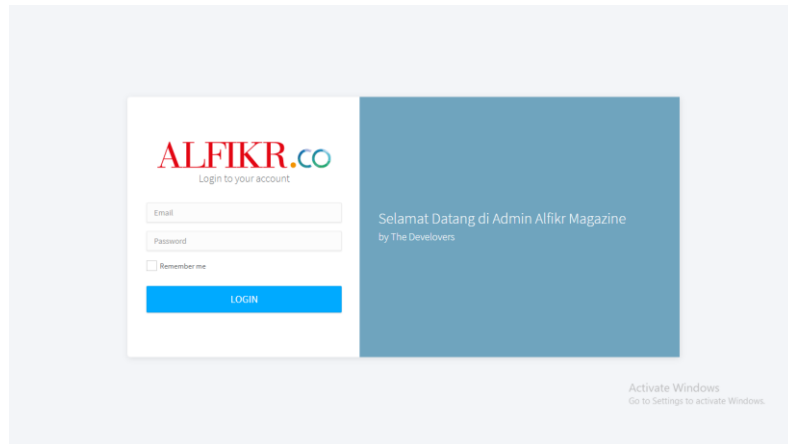 ALFIKR.CO
Login to your account
Email
Password
Remember me
LOGIN
Selamat Datang di Admin Alfikr Magazine
by The Develovers
Activate Windows
Go to Settings to activate Windows.